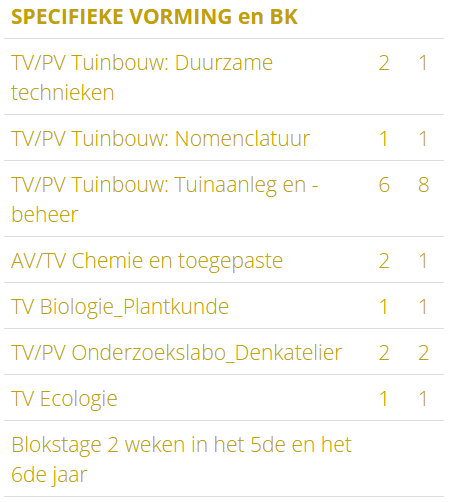 SPECIFIEKE VORMING en BK
TV/PV Tuinbouw: Duurzame 2 1
technieken
TV/PV Tuinbouw: Nomenclatuur 1 1
TV/PV Tuinbouw: Tuinaanleg en - 6 8
beheer
AV/TV Chemie en toegepaste 2 1
TV Biologie_Plantkunde 1 1
TV/PV Onderzoekslabo_Denkatelier 2 2
TV Ecologie 1 1
Blokstage 2 weken in het 5de en het
6de jaar